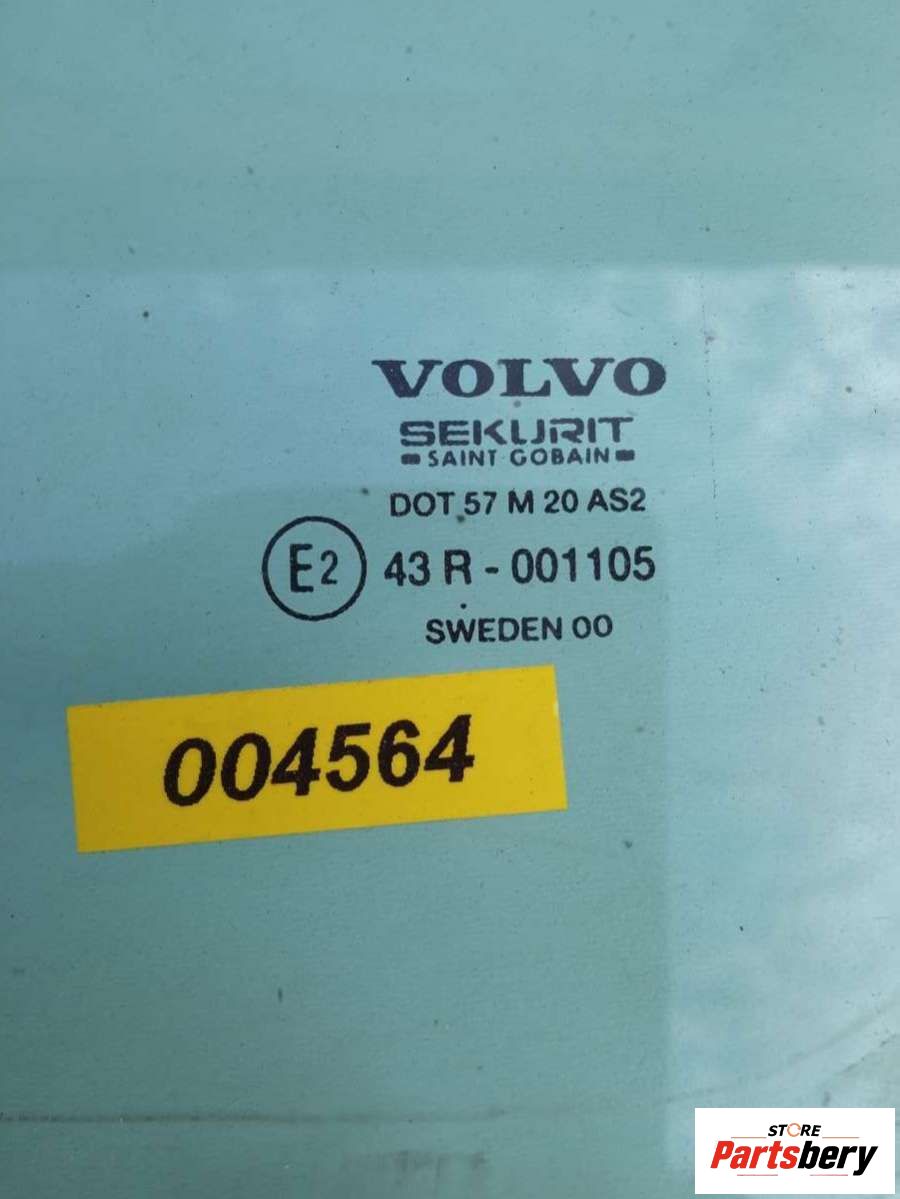 VOLVO
SEKURIT
SAINT-GOBAIN
DOT 57 M 20 AS2
E2 43 R - 001105
SWEDEN 00
004564
STORE
Partsbery